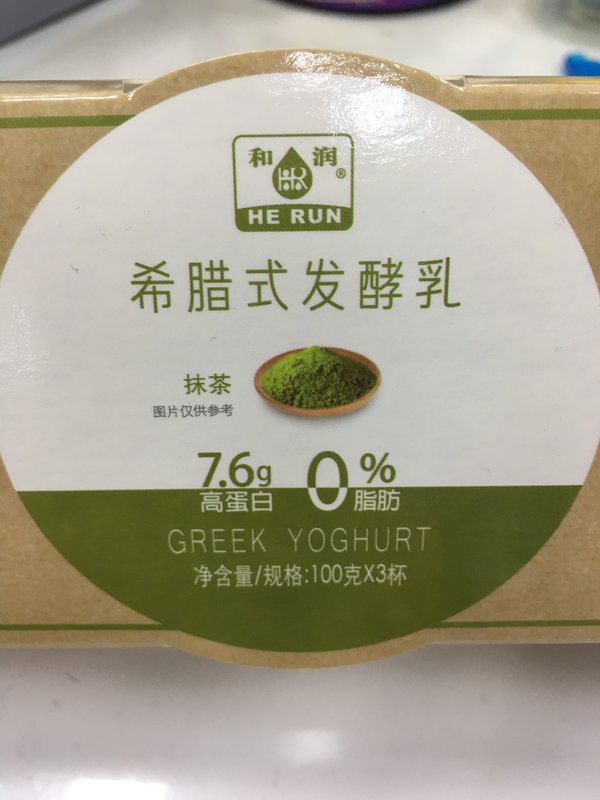 和润®
HE RUN
希腊式发酵乳
抹茶
图片仅供参考
7.6g 0%
高蛋白 脂肪
GREEK YOGHURT
净含量/规格:100克X3杯